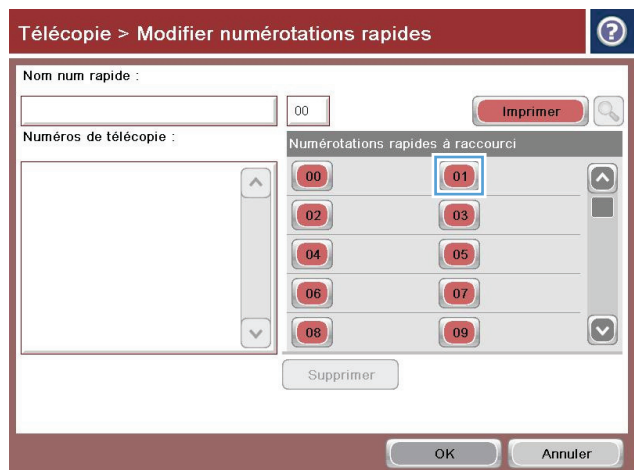 Télécopie > Modifier numérotations rapides
?
Nom num rapide :
00
Imprimer
Numéros de télécopie :
Numérotations rapides à raccourci
00 01
02 03
04 05
06 07
08 09
Supprimer
OK Annuler